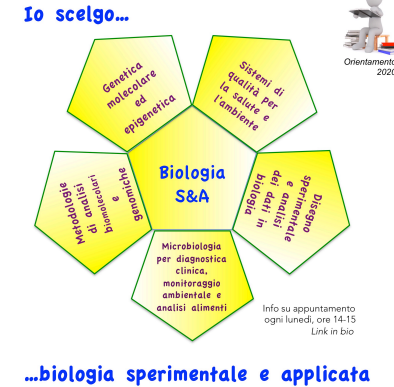 Io scelgo...
Orientamento
2020
Genetica
molecolare
ed
epigenetica
Sistemi di
qualità per
la salute e
l'ambiente
Biologia
S&A
Metodologie
di analisi
biomolecolari
e
genomiche
Disegno
sperimentale
e analisi
dei dati in
biologia
Microbiologia
per diagnostica
clinica,
monitoraggio
ambientale e
analisi alimenti
Info su appuntamento
ogni lunedì, ore 14-15
Link in bio
...biologia sperimentale e applicata